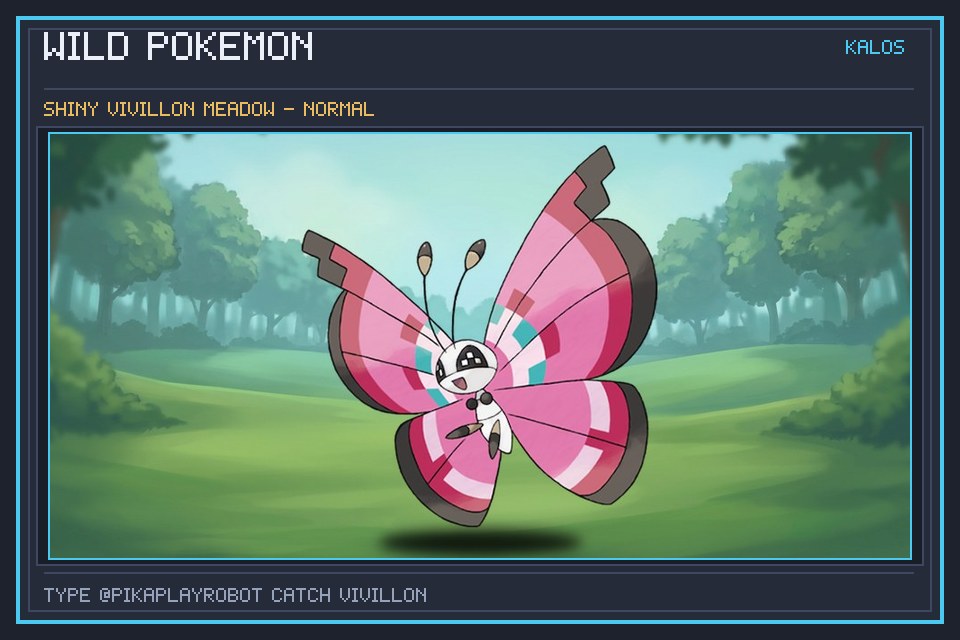 WILD POKEMON
KALOS
SHINY VIVILLON MEADOW - NORMAL
TYPE @PIKAPLAYROBOT CATCH VIVILLON